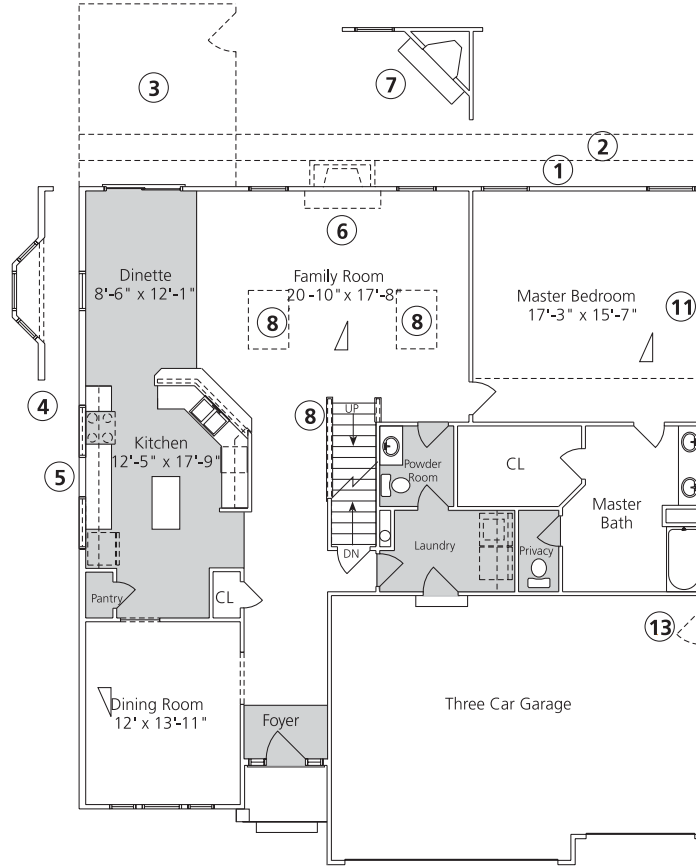 3
7
2
1
6
Dinette
8'-6" x 12'-1"
Family Room
20 -10" x 17'-8"
8
8
Master Bedroom
17'-3" x 15'-7"
11
4
8
UP
Kitchen
12'-5" x 17'-9"
5
Powder
Room
CL
Master
Bath
DN
Laundry
Privacy
Pantry
CL
13
Dining Room
12' x 13'-11"
Foyer
Three Car Garage